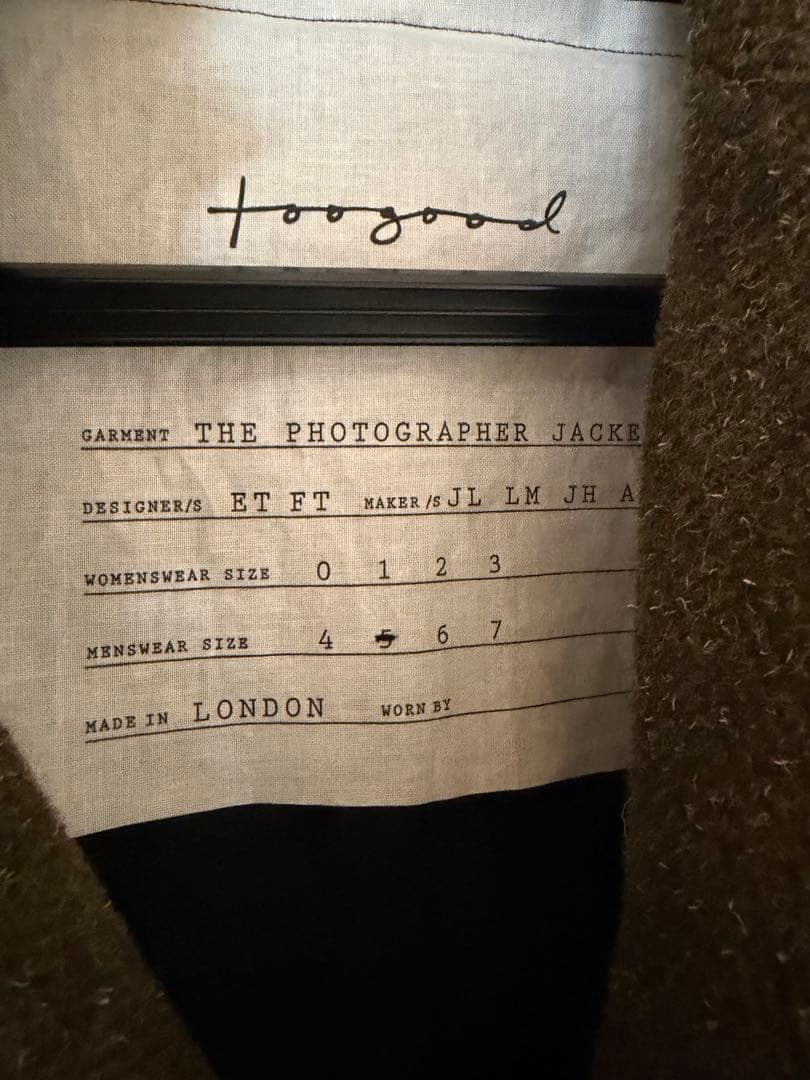 toogood
GARMENT THE PHOTOGRAPHER JACKE
DESIGNER/S ET FT MAKER/S JL LM JH A
WOMENSWEAR SIZE 0 1 2 3
MENSWEAR SIZE 4 5 6 7
MADE IN LONDON WORN BY